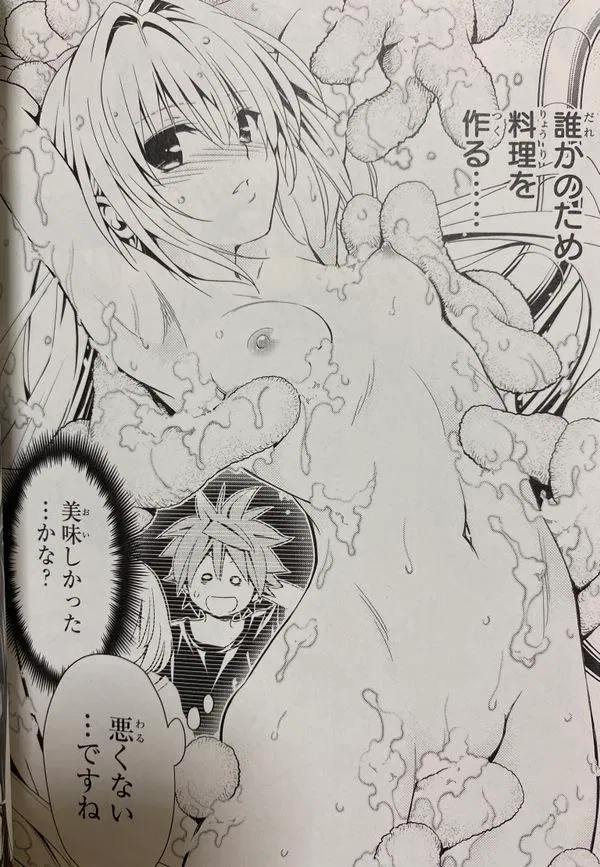 誰かのため
料理を
作る………
美味しかった
…かな？
悪くない
…ですね